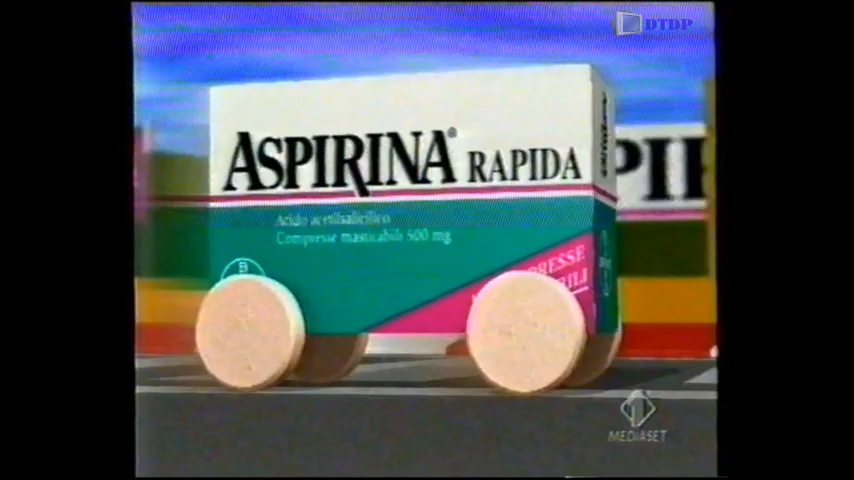 DTDP
ASPIRINA® RAPIDA
Acido acetilsalicilico
Compresse masticabili 500 mg
MEDIASET